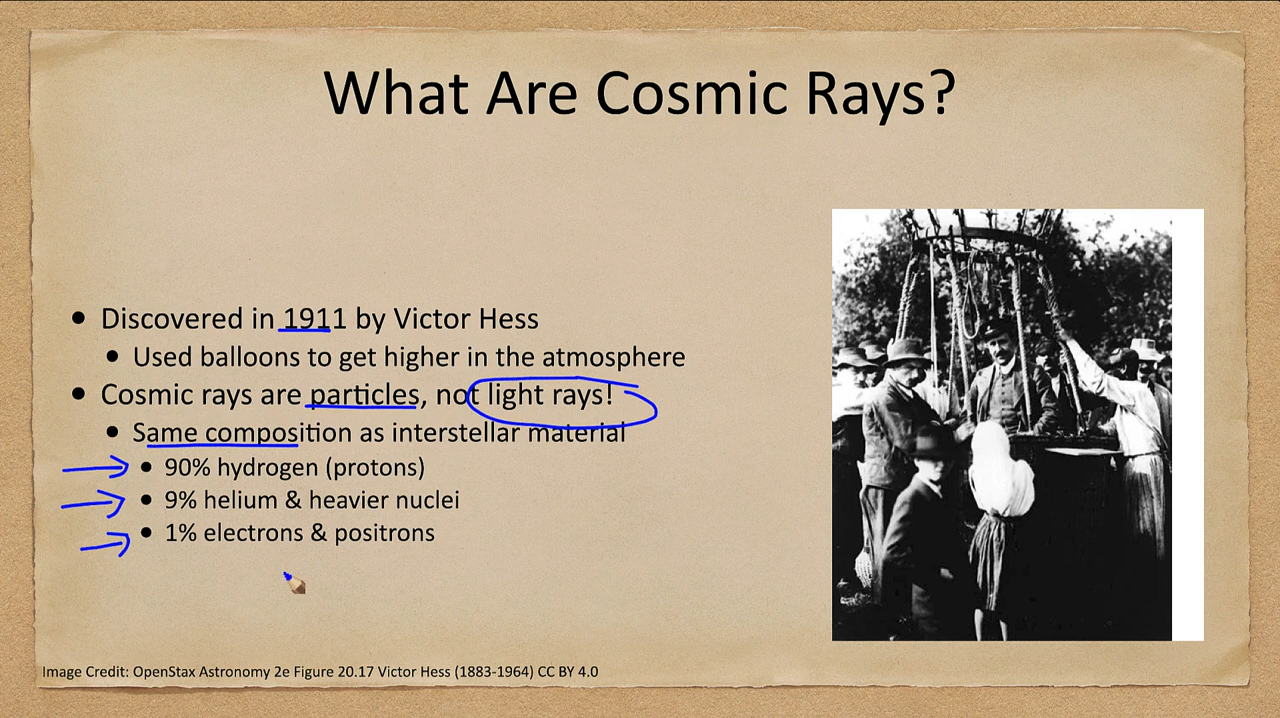 What Are Cosmic Rays?
• Discovered in 1911 by Victor Hess
• Used balloons to get higher in the atmosphere
• Cosmic rays are particles, not light rays!
• Same composition as interstellar material
• 90% hydrogen (protons)
• 9% helium & heavier nuclei
• 1% electrons & positrons
Image Credit: OpenStax Astronomy 2e Figure 20.17 Victor Hess (1883-1964) CC BY 4.0